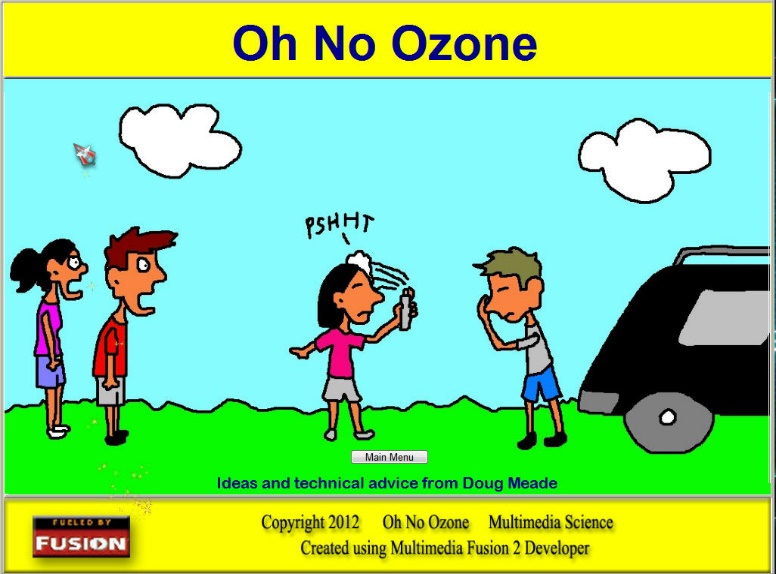 Oh No Ozone
PSHHT
Main Menu
Ideas and technical advice from Doug Meade
FUELED BY
FUSION
Copyright 2012 Oh No Ozone Multimedia Science
Created using Multimedia Fusion 2 Developer